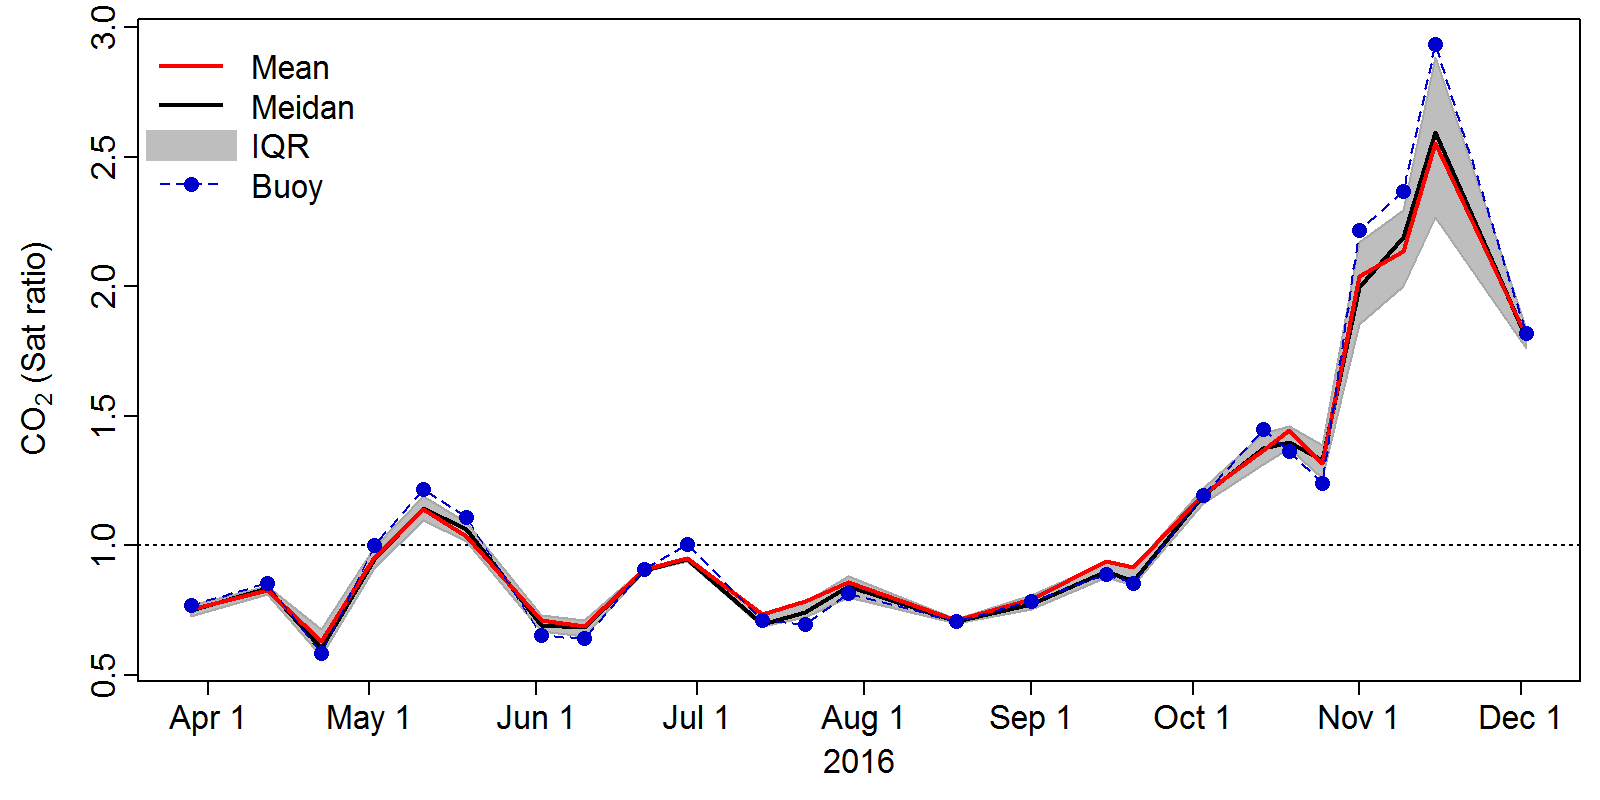 3.0
2.5
2.0
1.5
1.0
0.5
CO₂ (Sat ratio)
Mean
Meidan
IQR
Buoy
Apr 1 May 1 Jun 1 Jul 1 Aug 1 Sep 1 Oct 1 Nov 1 Dec 1
2016